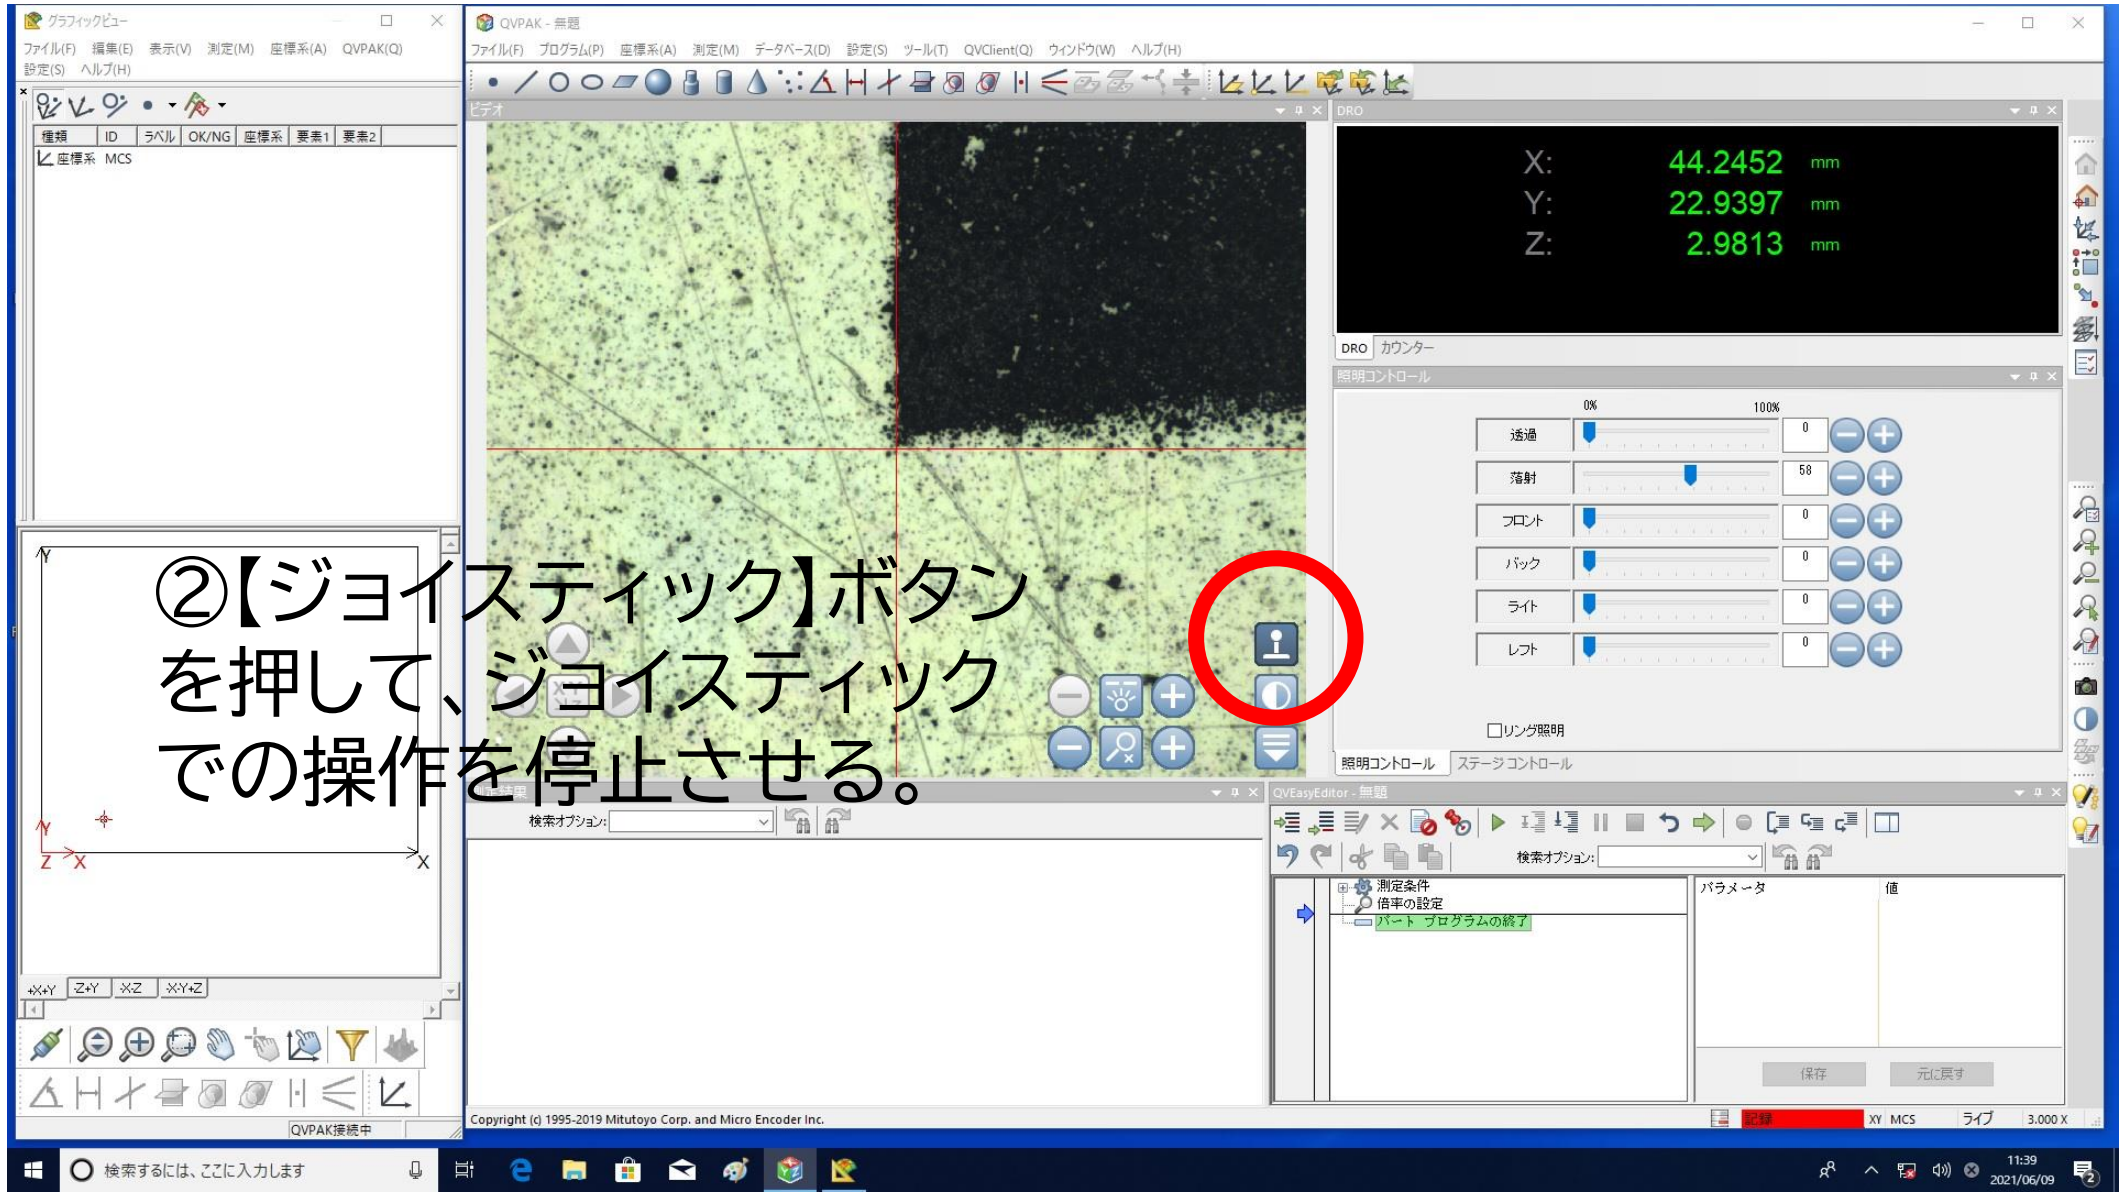 グラフィックビュー
ファイル(F) 編集(E) 表示(V) 測定(M) 座標系(A) QVPAK(Q)
設定(S) ヘルプ(H)
種類 ID ラベル OK/NG 座標系 要素1 要素2
座標系 MCS
QVPAK - 無題
ファイル(F) プログラム(P) 座標系(A) 測定(M) データベース(D) 設定(S) ツール(T) QVClient(Q) ウィンドウ(W) ヘルプ(H)
ビデオ
DRO
X: 44.2452 mm
Y: 22.9397 mm
Z: 2.9813 mm
DRO カウンター
照明コントロール
0% 100%
透過 0
落射 58
フロント 0
バック 0
ライト 0
レフト 0
リング照明
照明コントロール ステージ コントロール
②【ジョイスティック】ボタン
を押して、ジョイスティック
での操作を停止させる。
Y
Y
Z X
X
+X+Y -Z+Y X-Z -X-Y+Z
QVPAK接続中
測定結果
検索オプション:
QVEasyEditor - 無題
検索オプション:
測定条件
倍率の設定
パート プログラムの終了
パラメータ 値
保存 元に戻す
Copyright (c) 1995-2019 Mitutoyo Corp. and Micro Encoder Inc.
記録 XY MCS ライブ 3.000 X
検索するには、ここに入力します
11:39
2021/06/09
2